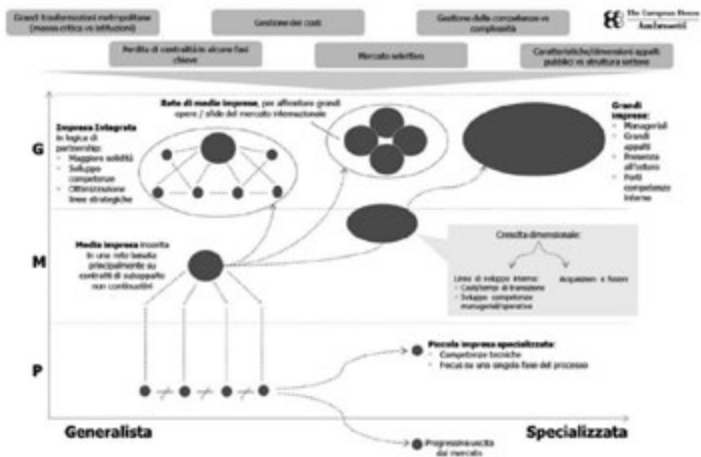 Grandi trasformazioni metropolitane
(massa critica vs istituzioni)
Gestione dei costi
Gestione delle competenze vs
complessità
The European House
Ambrosetti
Perdita di centralità in alcune fasi
chiave
Mercato selettivo
Caratteristiche/dimensioni appalti
pubblici vs struttura settore
G
Impresa Integrata
in logica di
partnership:
• Maggiore solidità
• Sviluppo
competenze
• Ottimizzazione
linee strategiche
Rete di medie imprese, per affrontare grandi
opere / sfide del mercato internazionale
Grandi
imprese:
• Manageriali
• Grandi
appalti
• Presenza
all'estero
• Forti
competenze
interne
M
Media impresa inserita
in una rete basata
principalmente su
contratti di subappalto
non continuativi
Crescita dimensionale:
Linea di sviluppo interna:
• Costi/tempi di transizione
• Sviluppo competenze
manageriali/operative
Acquisizioni e fusioni
P
Piccola impresa specializzata:
• Competenze tecniche
• Focus su una singola fase del processo
Generalista
Specializzata
Progressiva uscita
dal mercato